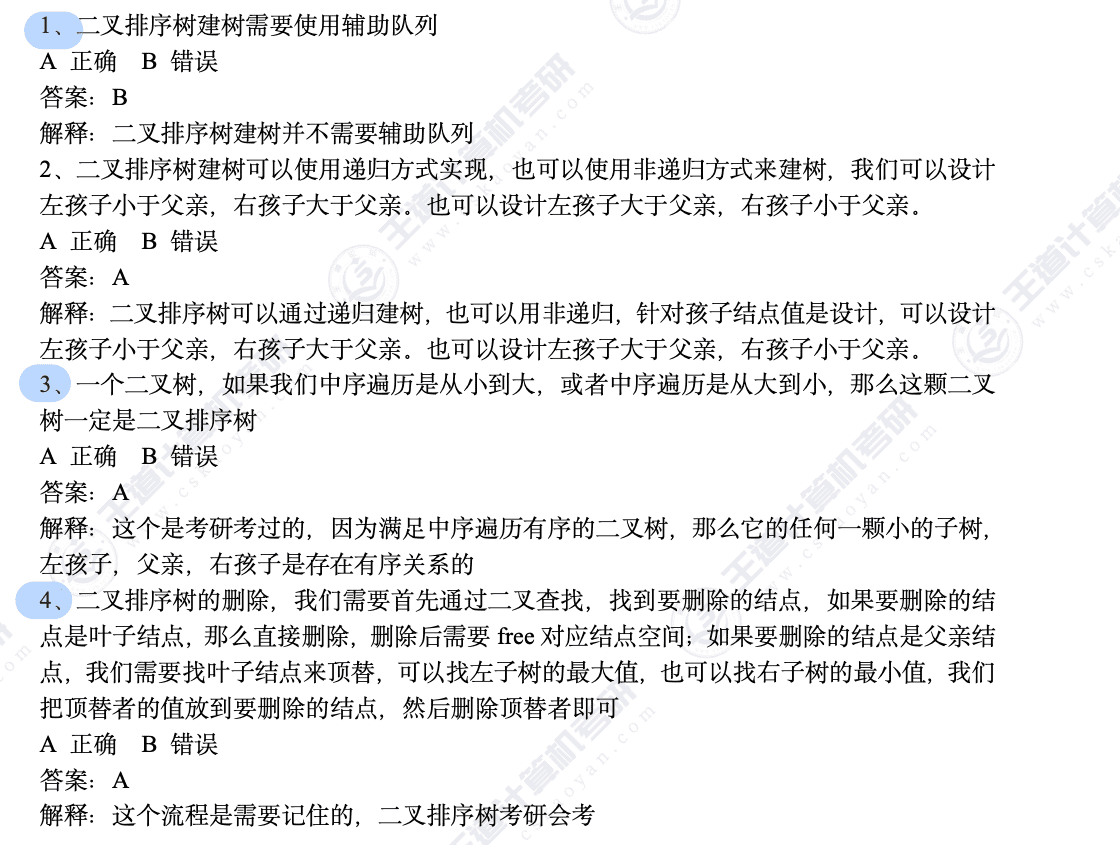 1、二叉排序树建树需要使用辅助队列
A 正确 B 错误
答案：B
解释：二叉排序树建树并不需要辅助队列
2、二叉排序树建树可以使用递归方式实现，也可以使用非递归方式来建树，我们可以设计
左孩子小于父亲，右孩子大于父亲。也可以设计左孩子大于父亲，右孩子小于父亲。
A 正确 B 错误
答案：A
解释：二叉排序树可以通过递归建树，也可以用非递归，针对孩子结点值是设计，可以设计
左孩子小于父亲，右孩子大于父亲。也可以设计左孩子大于父亲，右孩子小于父亲。
3、一个二叉树，如果我们中序遍历是从小到大，或者中序遍历是从大到小，那么这颗二叉
树一定是二叉排序树
A 正确 B 错误
答案：A
解释：这个是考研考过的，因为满足中序遍历有序的二叉树，那么它的任何一颗小的子树，
左孩子，父亲，右孩子是存在有序关系的
4、二叉排序树的删除，我们需要首先通过二叉查找，找到要删除的结点，如果要删除的结
点是叶子结点，那么直接删除，删除后需要 free 对应结点空间；如果要删除的结点是父亲结
点，我们需要找叶子结点来顶替，可以找左子树的最大值，也可以找右子树的最小值，我们
把顶替者的值放到要删除的结点，然后删除顶替者即可
A 正确 B 错误
答案：A
解释：这个流程是需要记住的，二叉排序树考研会考
王道计算机考研
www.cskaoyan.com